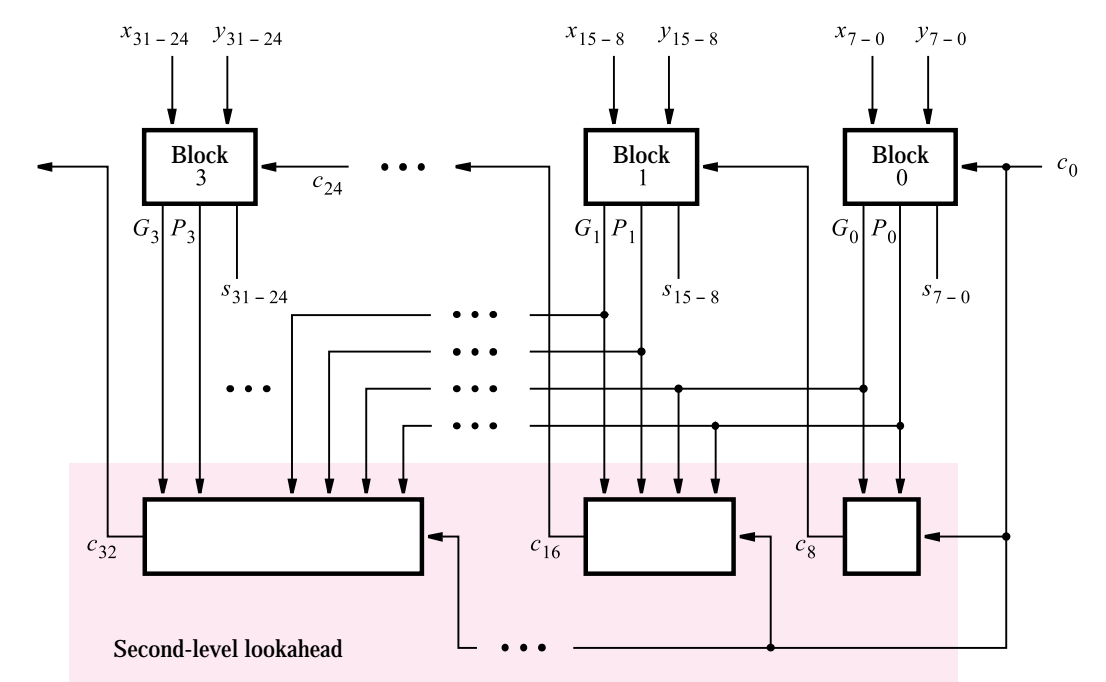 x31 – 24 y31 – 24 x15 – 8 y15 – 8 x7 – 0 y7 – 0
Block 3
c24
• • •
Block 1
Block 0
c0
G3 P3
G1 P1
G0 P0
s31 – 24
s15 – 8
s7 – 0
• • •
• • •
• • •
• • •
• • •
c32
c16
c8
Second-level lookahead
• • •